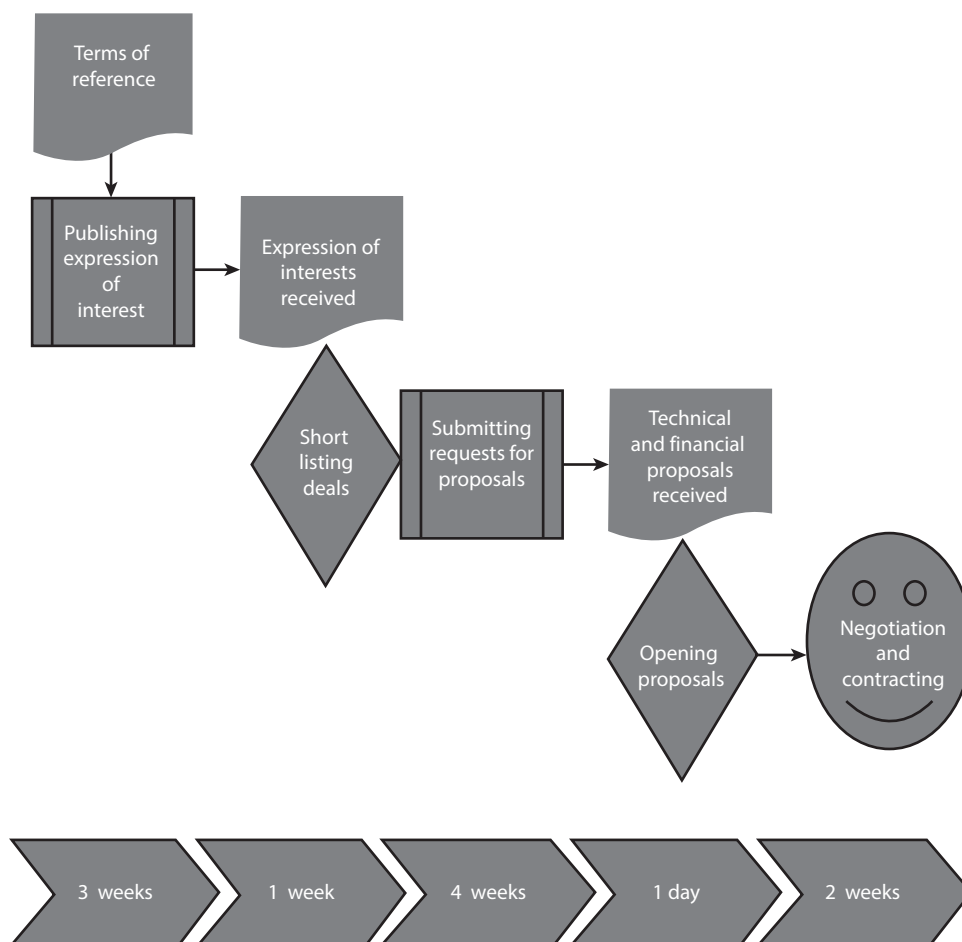 Terms of
reference
Publishing
expression
of
interest
Expression of
interests
received
Short
listing
deals
Submitting
requests for
proposals
Technical
and financial
proposals
received
Opening
proposals
Negotiation
and
contracting
3 weeks
1 week
4 weeks
1 day
2 weeks